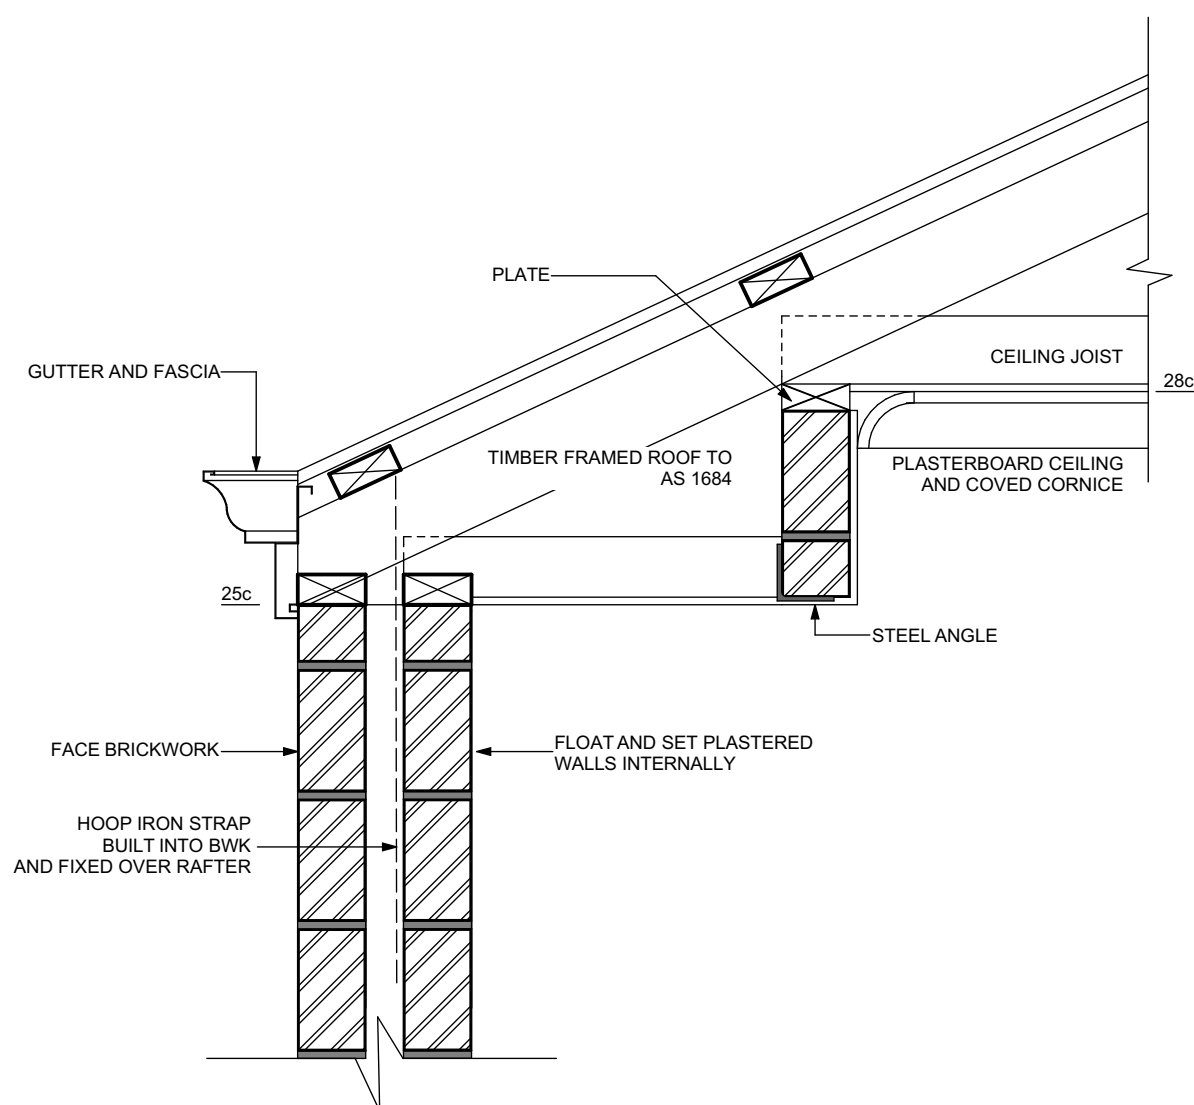 PLATE
CEILING JOIST
GUTTER AND FASCIA
28c
TIMBER FRAMED ROOF TO
AS 1684
PLASTERBOARD CEILING
AND COVED CORNICE
25c
STEEL ANGLE
FACE BRICKWORK
FLOAT AND SET PLASTERED
WALLS INTERNALLY
HOOP IRON STRAP
BUILT INTO BWK
AND FIXED OVER RAFTER